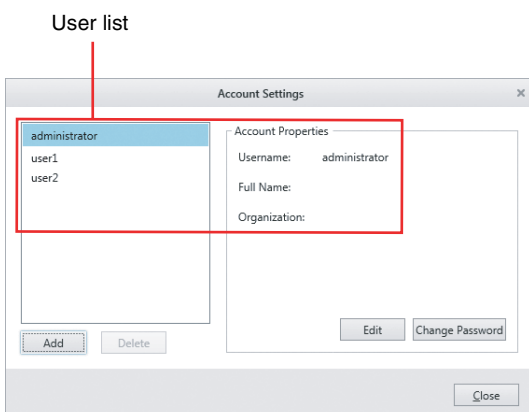 User list
Account Settings
administrator
user1
user2
Account Properties
Username: administrator
Full Name:
Organization:
Edit Change Password
Add Delete
Close